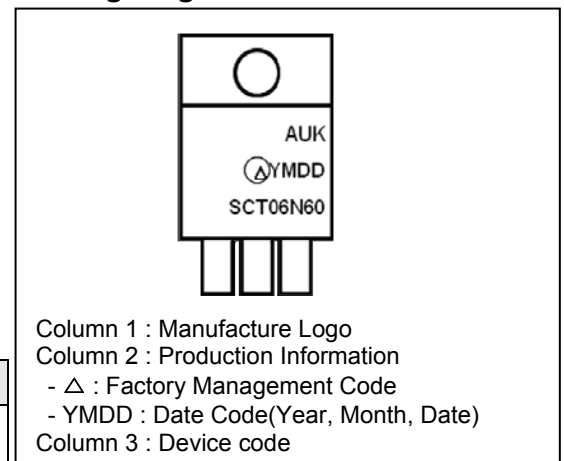 AUK
△YMDD
SCT06N60
Column 1 : Manufacture Logo
Column 2 : Production Information
- △ : Factory Management Code
- YMDD : Date Code(Year, Month, Date)
Column 3 : Device code